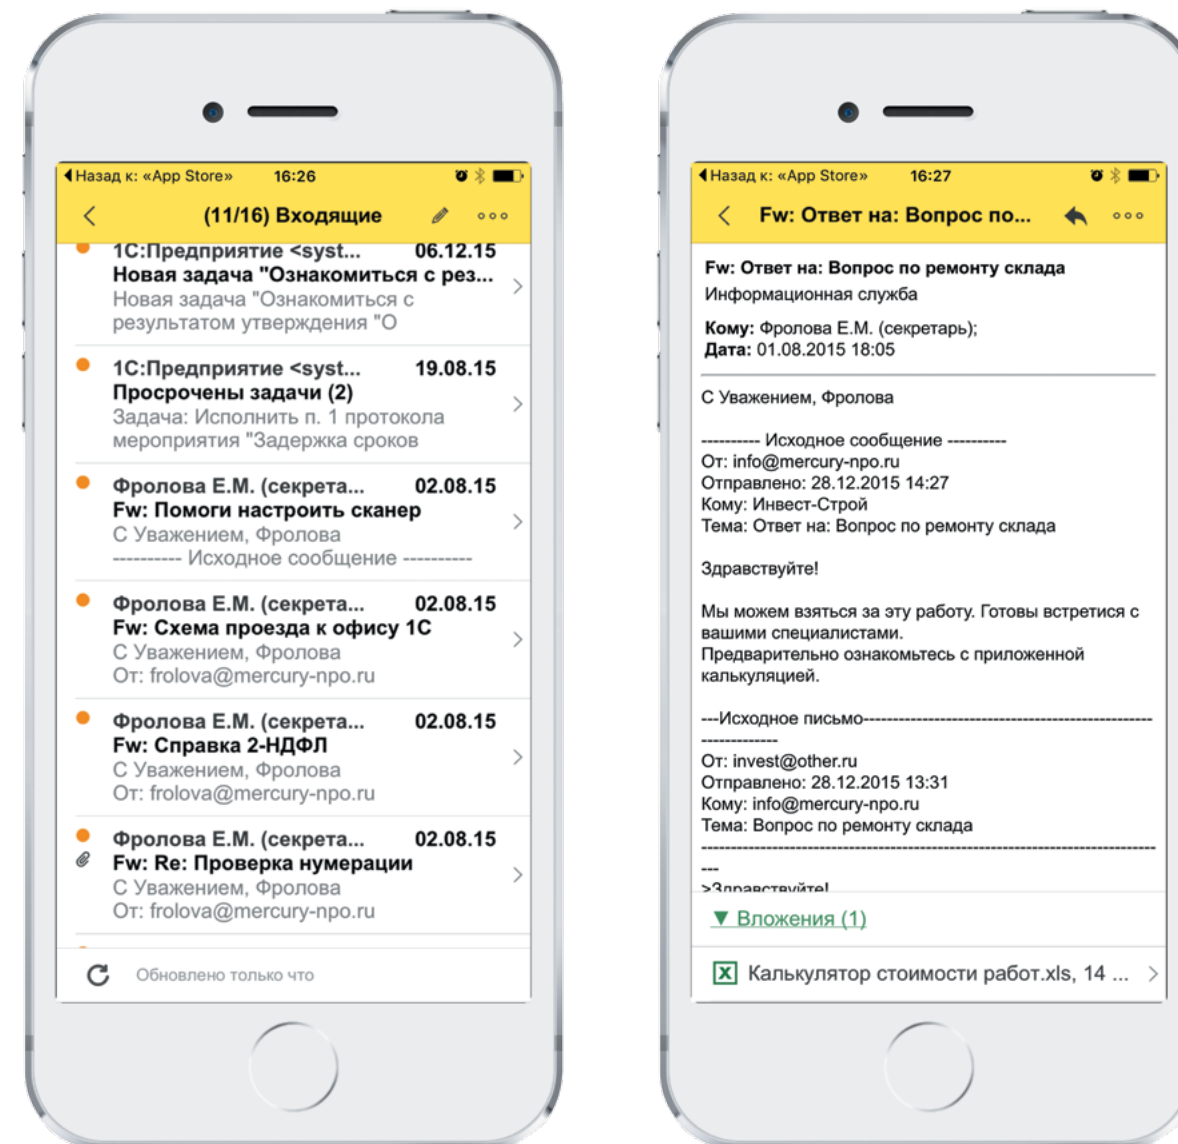 Назад к: «App Store» 16:26
(11/16) Входящие
1С:Предприятие <syst... 06.12.15
Новая задача "Ознакомиться с рез...
Новая задача "Ознакомиться с
результатом утверждения "О
1С:Предприятие <syst... 19.08.15
Просрочены задачи (2)
Задача: Исполнить п. 1 протокола
мероприятия "Задержка сроков
Фролова Е.М. (секрета... 02.08.15
Fw: Помоги настроить сканер
С Уважением, Фролова
---------- Исходное сообщение ----------
Фролова Е.М. (секрета... 02.08.15
Fw: Схема проезда к офису 1С
С Уважением, Фролова
От: frolova@mercury-npo.ru
Фролова Е.М. (секрета... 02.08.15
Fw: Справка 2-НДФЛ
С Уважением, Фролова
От: frolova@mercury-npo.ru
Фролова Е.М. (секрета... 02.08.15
Fw: Re: Проверка нумерации
С Уважением, Фролова
От: frolova@mercury-npo.ru
Обновлено только что
Назад к: «App Store» 16:27
Fw: Ответ на: Вопрос по...
Fw: Ответ на: Вопрос по ремонту склада
Информационная служба
Кому: Фролова Е.М. (секретарь);
Дата: 01.08.2015 18:05
С Уважением, Фролова
---------- Исходное сообщение ----------
От: info@mercury-npo.ru
Отправлено: 28.12.2015 14:27
Кому: Инвест-Строй
Тема: Ответ на: Вопрос по ремонту склада
Здравствуйте!
Мы можем взяться за эту работу. Готовы встретися с
вашими специалистами.
Предварительно ознакомьтесь с приложенной
калькуляцией.
---Исходное письмо---------------------------------------------------
-------------
От: invest@other.ru
Отправлено: 28.12.2015 13:31
Кому: info@mercury-npo.ru
Тема: Вопрос по ремонту склада
------------------------------------------------------------------------------
---
>Здравствуйте!
Вложения (1)
Калькулятор стоимости работ.xls, 14 ...